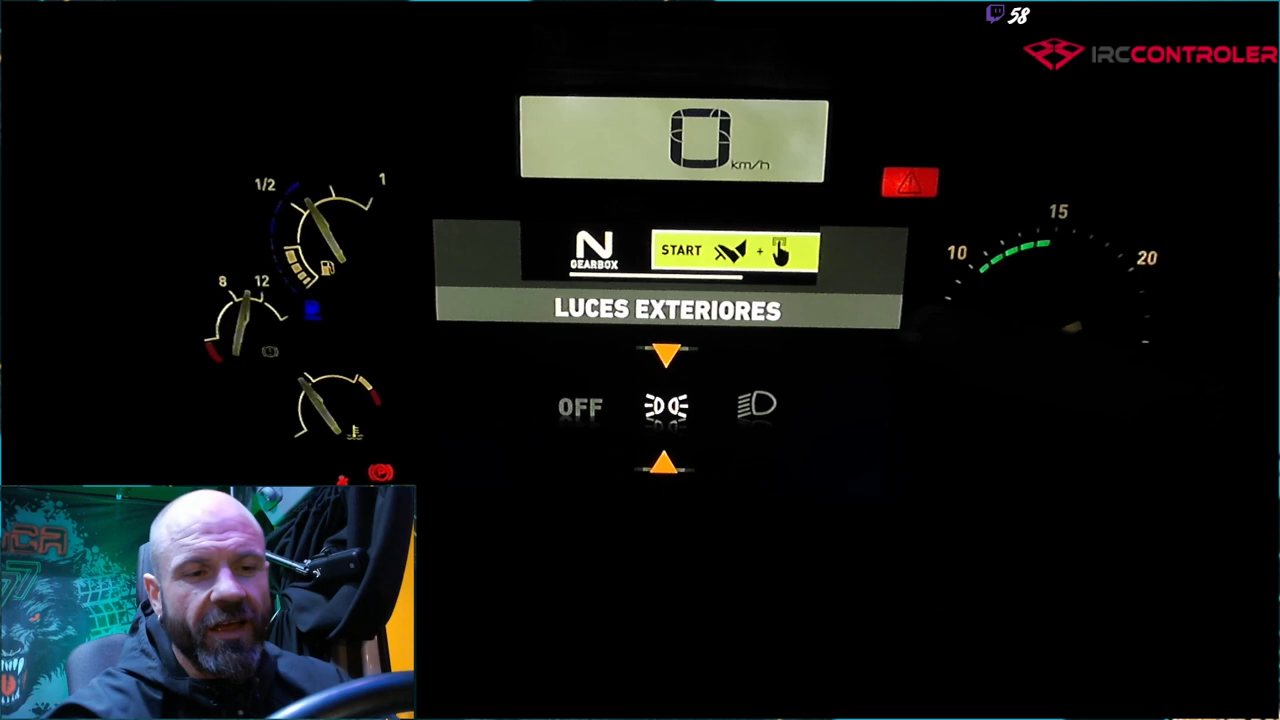 58
IRCCONTROLER
0 km/h
1/2
1
START +
N
GEARBOX
LUCES EXTERIORES
10
15
20
8
12
OFF